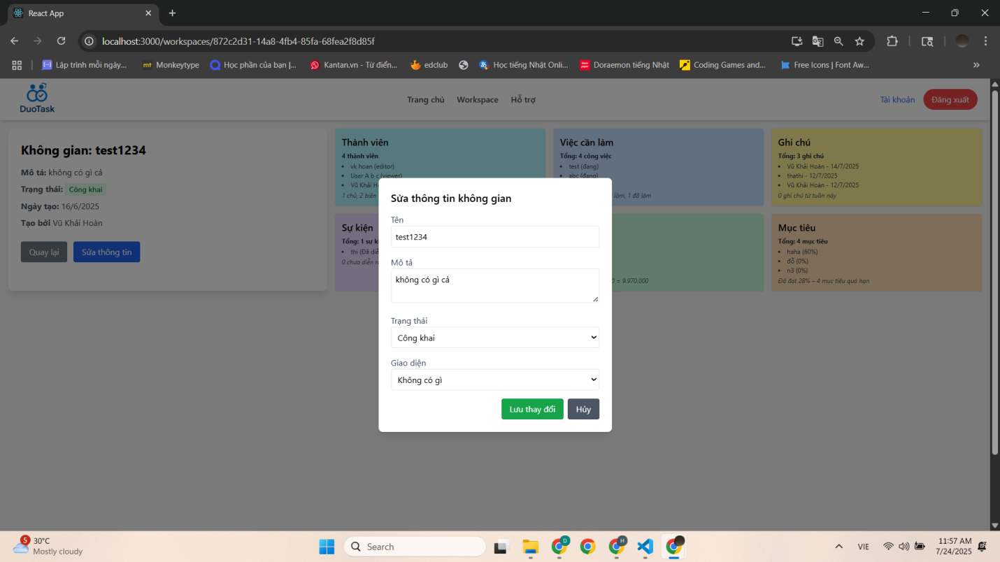 React App
localhost:3000/workspaces/872c2d31-14a8-4fb4-85fa-68fea2f8d85f
Lập trình mỗi ngày...
mt Monkeytype
Học phần của bạn |...
Kantan.vn - Từ điển...
edclub
Học tiếng Nhật Onli...
Doraemon tiếng Nhật
Coding Games and...
Free Icons | Font Aw...
DuoTask
Trang chủ
Workspace
Hỗ trợ
Tài khoản
Đăng xuất
Không gian: test1234
Mô tả: không có gì cả
Trạng thái: Công khai
Ngày tạo: 16/6/2025
Tạo bởi Vũ Khải Hoàn
Quay lại
Sửa thông tin
Thành viên
4 thành viên
vk hoan (editor)
User A b c (viewer)
Vũ Khải H
1 chủ, 2 biên
Việc cần làm
Tổng: 4 công việc
test (đang)
abc (đang)
làm, 1 đã làm
Ghi chú
Tổng: 3 ghi chú
Vũ Khải Hoàn - 14/7/2025
thathi - 12/7/2025
Vũ Khải Hoàn - 12/7/2025
0 ghi chú từ tuần này
Sự kiện
Tổng: 1 sự k
thi (Đã diễ
0 chưa diễn r
0 = 9.970.000
Mục tiêu
Tổng: 4 mục tiêu
haha (60%)
đỗ (0%)
n3 (0%)
Đã đạt 28% – 4 mục tiêu quá hạn
Sửa thông tin không gian
Tên
test1234
Mô tả
không có gì cả
Trạng thái
Công khai
Giao diện
Không có gì
Lưu thay đổi
Hủy
5
30°C
Mostly cloudy
Search
D
H
VIE
11:57 AM
7/24/2025